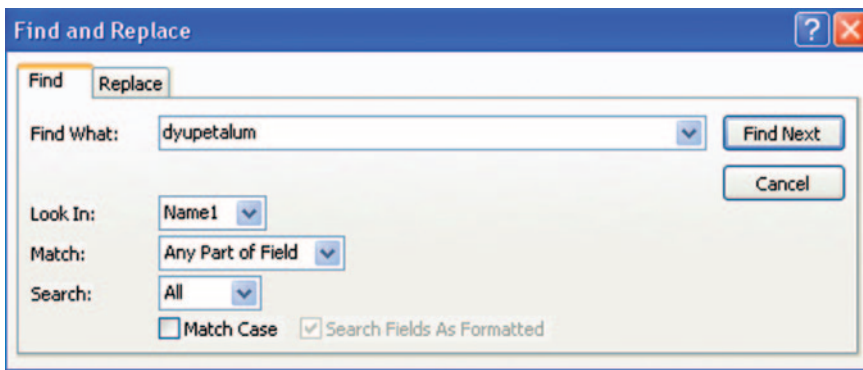 Find and Replace
Find Replace
Find What: dyupetalum Find Next
Cancel
Look In: Name1
Match: Any Part of Field
Search: All
Match Case Search Fields As Formatted